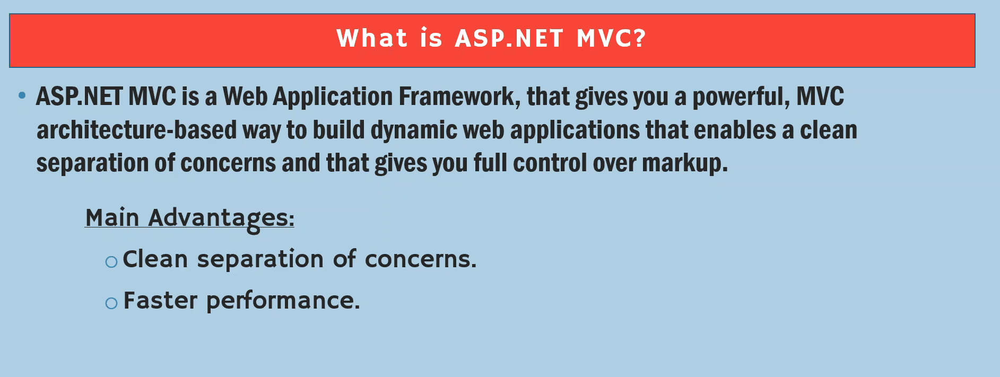 What is ASP.NET MVC?
• ASP.NET MVC is a Web Application Framework, that gives you a powerful, MVC
architecture-based way to build dynamic web applications that enables a clean
separation of concerns and that gives you full control over markup.
Main Advantages:
○ Clean separation of concerns.
○ Faster performance.